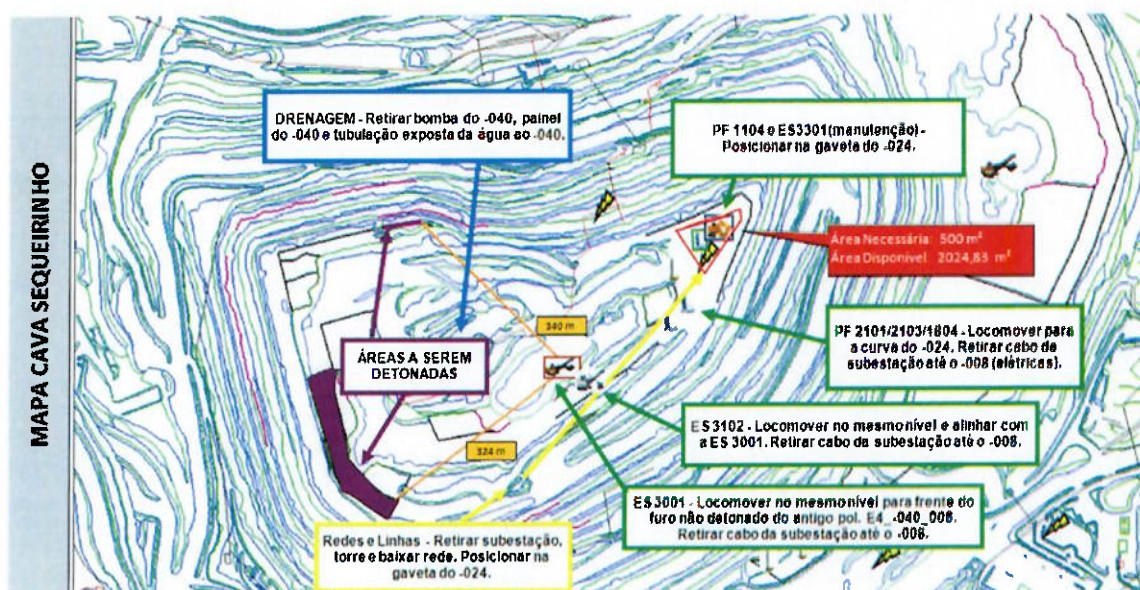 MAPA CAVA SEQUEIRINHO
DRENAGEM - Retirar bomba do -040, painel
do -040 e tubulação exposta da água ao -040.
PF 1104 e ES3301(manutenção) -
Posicionar na gaveta do -024.
Área Necessária: 500 m²
Área Disponível: 2024,83 m²
340 m
PF 2101/2103/1804 - Locomover para
a curva do -024. Retirar cabo de
subestação até o -008 (elétricas).
ÁREAS A SEREM
DETONADAS
ES3102 - Locomover no mesmo nível e alinhar com
a ES 3001. Retirar cabo da subestação até o -008.
324 m
ES 3001 - Locomover no mesmo nível para frente do
furo não detonado do antigo pol. E4_-040_008.
Retirar cabo da subestação até o -008.
Redes e Linhas - Retirar subestação,
torre e baixar rede. Posicionar na
gaveta do -024.